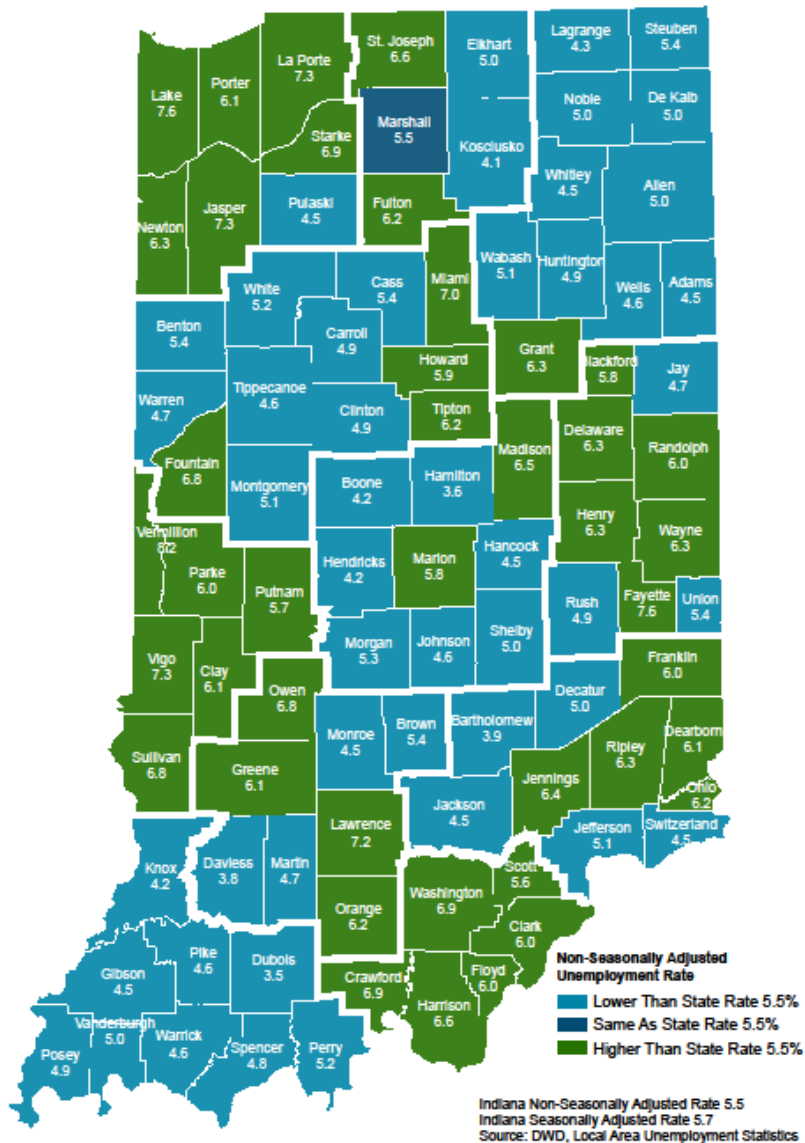 St. Joseph
6.6
Elkhart
5.0
Lagrange
4.3
Steuben
5.4
La Porte
7.3
Lake
7.6
Porter
6.1
Noble
5.0
De Kalb
5.0
Marshall
5.5
Starke
6.9
Kosciusko
4.1
Whitley
4.5
Allen
5.0
Pulaski
4.5
Fulton
6.2
Newton
6.3
Jasper
7.3
Wabash
5.1
Huntington
4.9
Miami
7.0
White
5.2
Cass
5.4
Wells
4.6
Adams
4.5
Benton
5.4
Carroll
4.9
Grant
6.3
Howard
5.9
Blackford
5.8
Jay
4.7
Tippecanoe
4.6
Warren
4.7
Clinton
4.9
Tipton
6.2
Delaware
6.3
Madison
6.5
Randolph
6.0
Fountain
6.8
Montgomery
5.1
Boone
4.2
Hamilton
3.6
Henry
6.3
Wayne
6.3
Vermillion
8.2
Hendricks
4.2
Marion
5.8
Hancock
4.5
Parke
6.0
Putnam
5.7
Rush
4.9
Fayette
7.6
Union
5.4
Vigo
7.3
Clay
6.1
Morgan
5.3
Johnson
4.6
Shelby
5.0
Franklin
6.0
Owen
6.8
Decatur
5.0
Monroe
4.5
Brown
5.4
Bartholomew
3.9
Dearborn
6.1
Ripley
6.3
Sullivan
6.8
Greene
6.1
Jennings
6.4
Ohio
6.2
Jackson
4.5
Lawrence
7.2
Jefferson
5.1
Switzerland
4.5
Knox
4.2
Daviess
3.8
Martin
4.7
Scott
5.6
Washington
6.9
Orange
6.2
Clark
6.0
Gibson
4.5
Pike
4.6
Dubois
3.5
Crawford
6.9
Floyd
6.0
Harrison
6.6
Posey
4.9
Vanderburgh
5.0
Warrick
4.6
Spencer
4.8
Perry
5.2
Non-Seasonally Adjusted
Unemployment Rate
Lower Than State Rate 5.5%
Same As State Rate 5.5%
Higher Than State Rate 5.5%
Indiana Non-Seasonally Adjusted Rate 5.5
Indiana Seasonally Adjusted Rate 5.7
Source: DWD, Local Area Unemployment Statistics